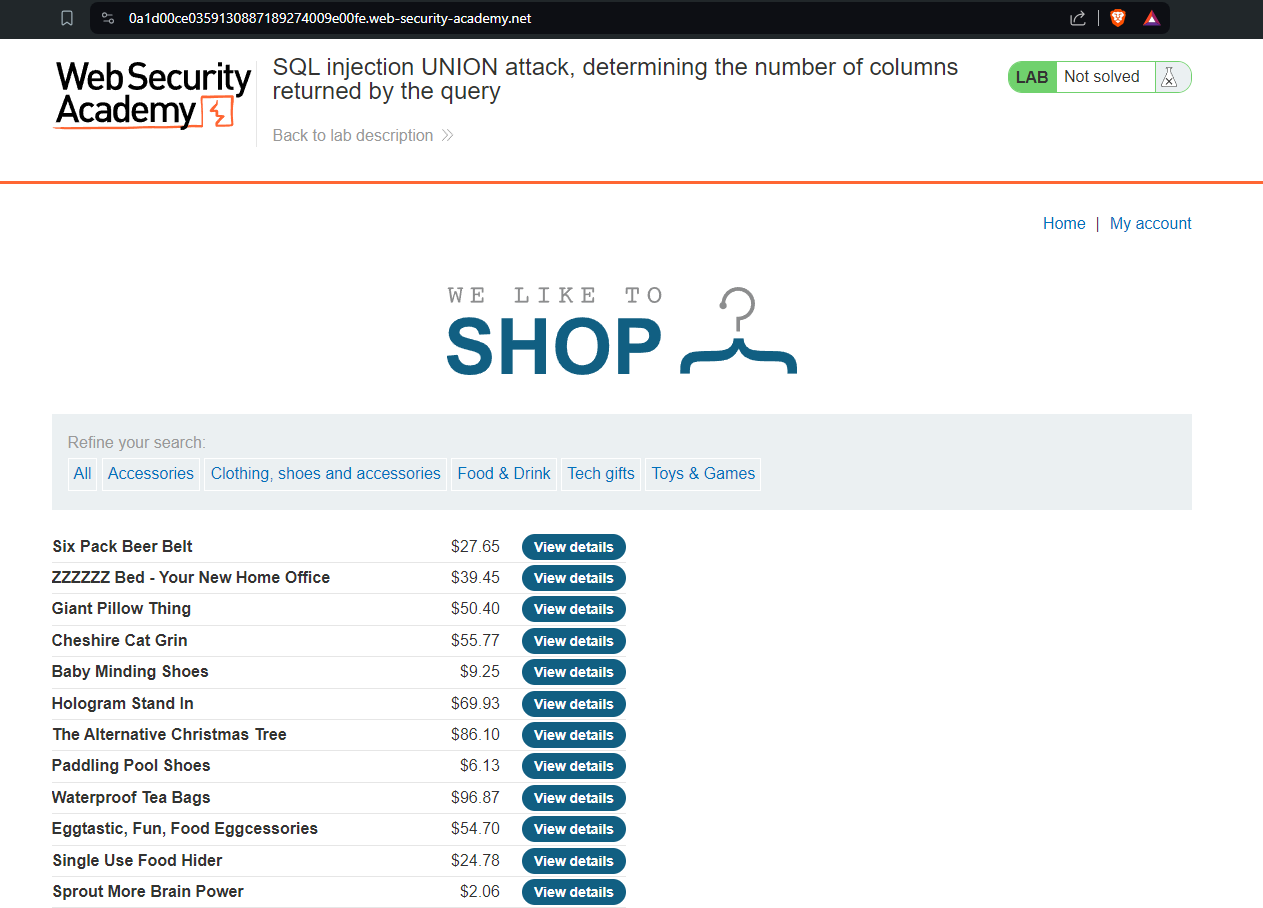 0a1d00ce0359130887189274009e00fe.web-security-academy.net
Web Security
Academy
SQL injection UNION attack, determining the number of columns
returned by the query
Back to lab description
LAB Not solved
Home | My account
WE LIKE TO
SHOP
Refine your search:
All Accessories Clothing, shoes and accessories Food & Drink Tech gifts Toys & Games
Six Pack Beer Belt $27.65 View details
ZZZZZZ Bed - Your New Home Office $39.45 View details
Giant Pillow Thing $50.40 View details
Cheshire Cat Grin $55.77 View details
Baby Minding Shoes $9.25 View details
Hologram Stand In $69.93 View details
The Alternative Christmas Tree $86.10 View details
Paddling Pool Shoes $6.13 View details
Waterproof Tea Bags $96.87 View details
Eggtastic, Fun, Food Eggcessories $54.70 View details
Single Use Food Hider $24.78 View details
Sprout More Brain Power $2.06 View details